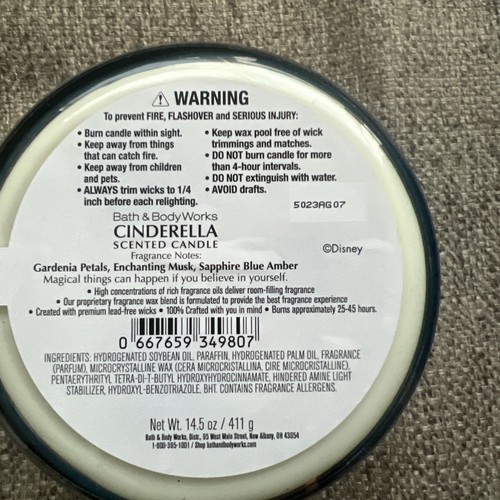 ⚠ WARNING
To prevent FIRE, FLASHOVER and SERIOUS INJURY:
• Burn candle within sight.
• Keep away from things
that can catch fire.
• Keep away from children
and pets.
• ALWAYS trim wicks to 1/4
inch before each relighting.
• Keep wax pool free of wick
trimmings and matches.
• DO NOT burn candle for more
than 4-hour intervals.
• DO NOT extinguish with water.
• AVOID drafts.
5023AG07
Bath & Body Works
CINDERELLA
SCENTED CANDLE
©Disney
Fragrance Notes:
Gardenia Petals, Enchanting Musk, Sapphire Blue Amber
Magical things can happen if you believe in yourself.
• High concentrations of rich fragrance oils deliver room-filling fragrance
• Our proprietary fragrance wax blend is formulated to provide the best fragrance experience
• Created with premium lead-free wicks • 100% Crafted with you in mind • Burns approximately 25-45 hours.
0 667659 349807
INGREDIENTS: HYDROGENATED SOYBEAN OIL, PARAFFIN, HYDROGENATED PALM OIL, FRAGRANCE
(PARFUM), MICROCRYSTALLINE WAX (CERA MICROCRISTALLINA, CIRE MICROCRISTALLINE),
PENTAERYTHRITYL TETRA-DI-T-BUTYL HYDROXYHYDROCINNAMATE, HINDERED AMINE LIGHT
STABILIZER, HYDROXYL-BENZOTRIAZOLE, BHT. CONTAINS FRAGRANCE ALLERGENS.
Net Wt. 14.5 oz / 411 g
Bath & Body Works, Distr., 95 West Main Street, New Albany, OH 43054
1-800-395-1001 / Shop bathandbodyworks.com